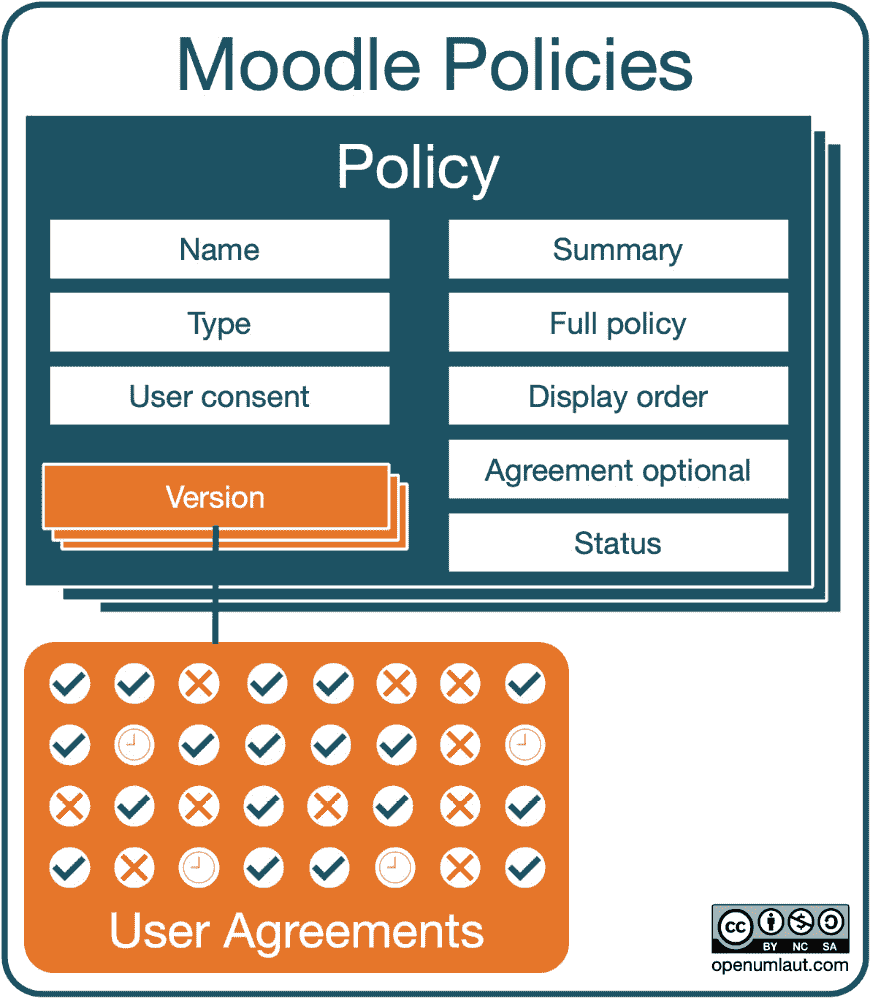 Moodle Policies
Policy
Name
Type
User consent
Version
Summary
Full policy
Display order
Agreement optional
Status
User Agreements
cc
BY NC SA
openumlaut.com